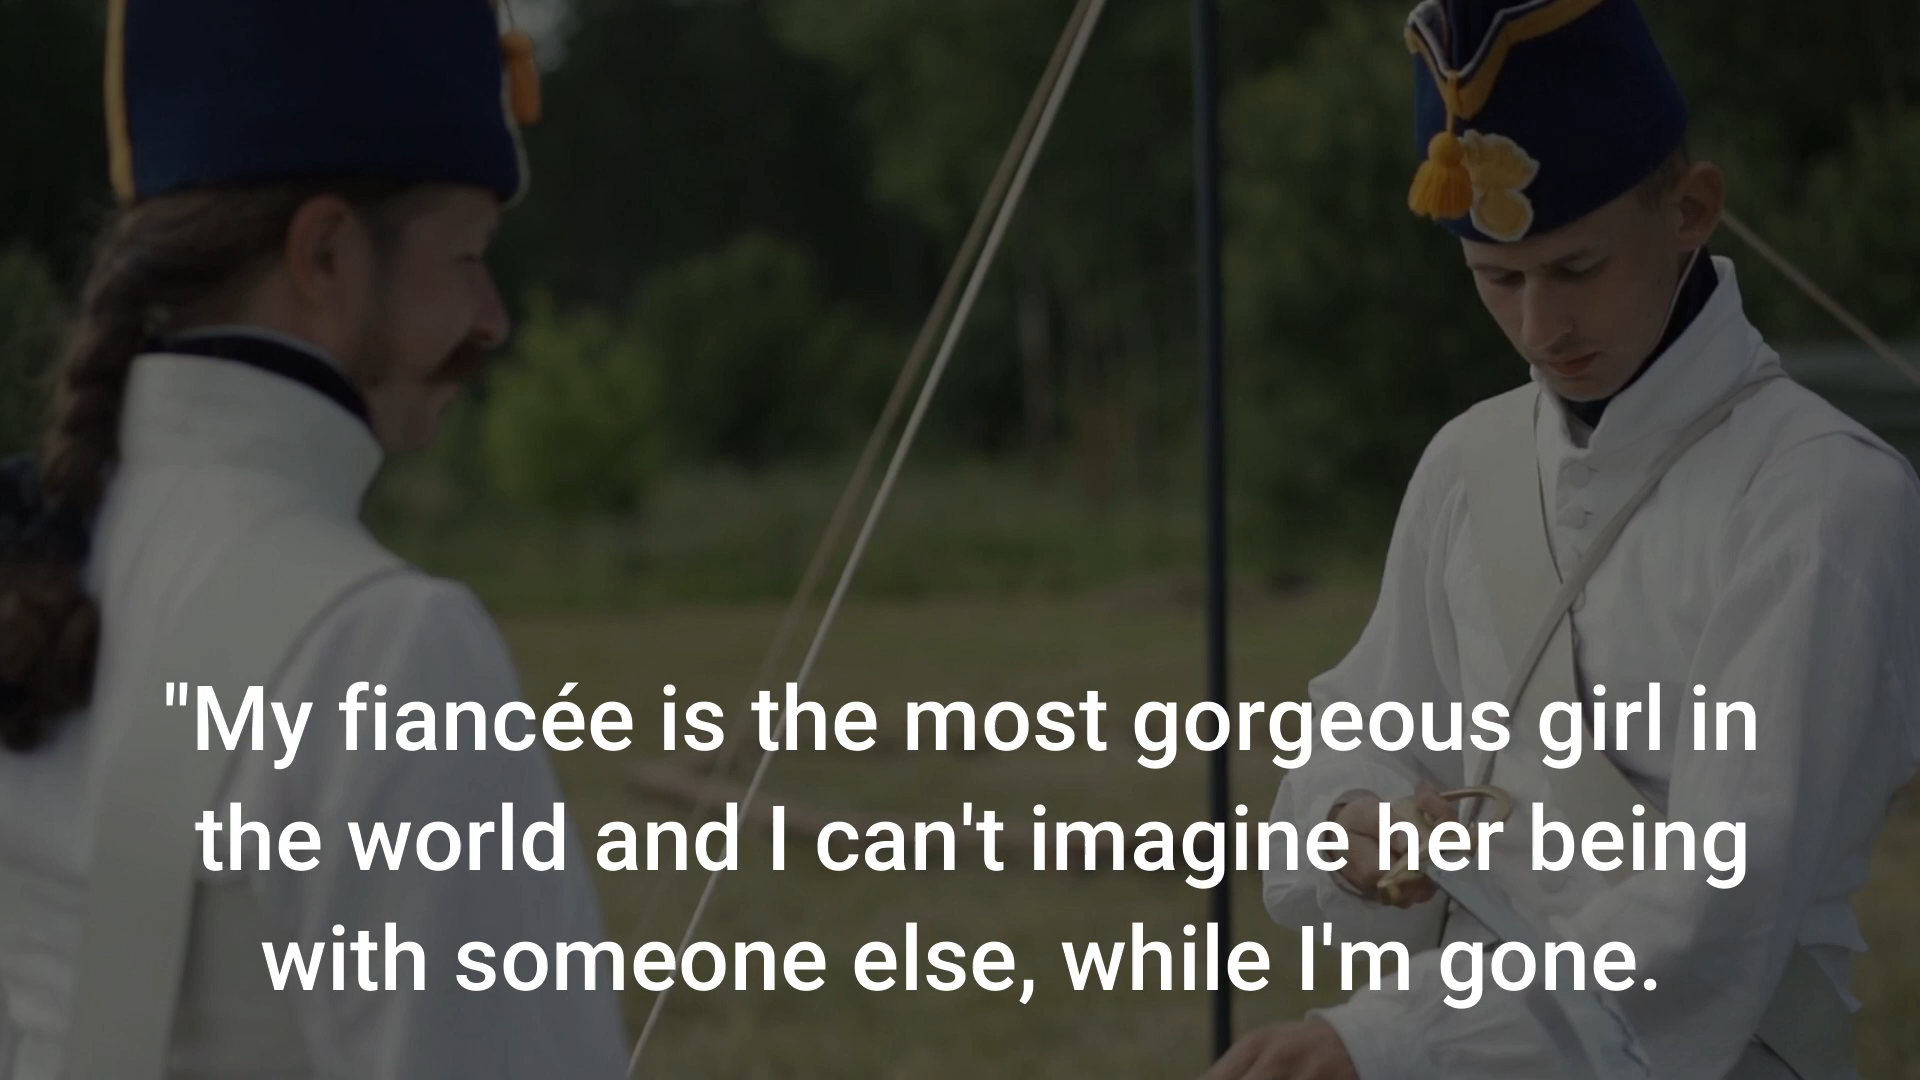 "My fiancée is the most gorgeous girl in
the world and I can't imagine her being
with someone else, while I'm gone.